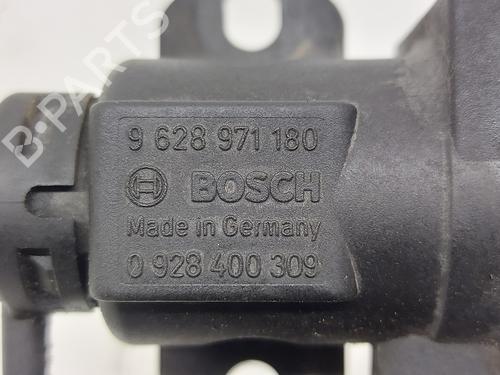 9 628 971 180
BOSCH
Made in Germany
0 928 400 309
B-PARTS